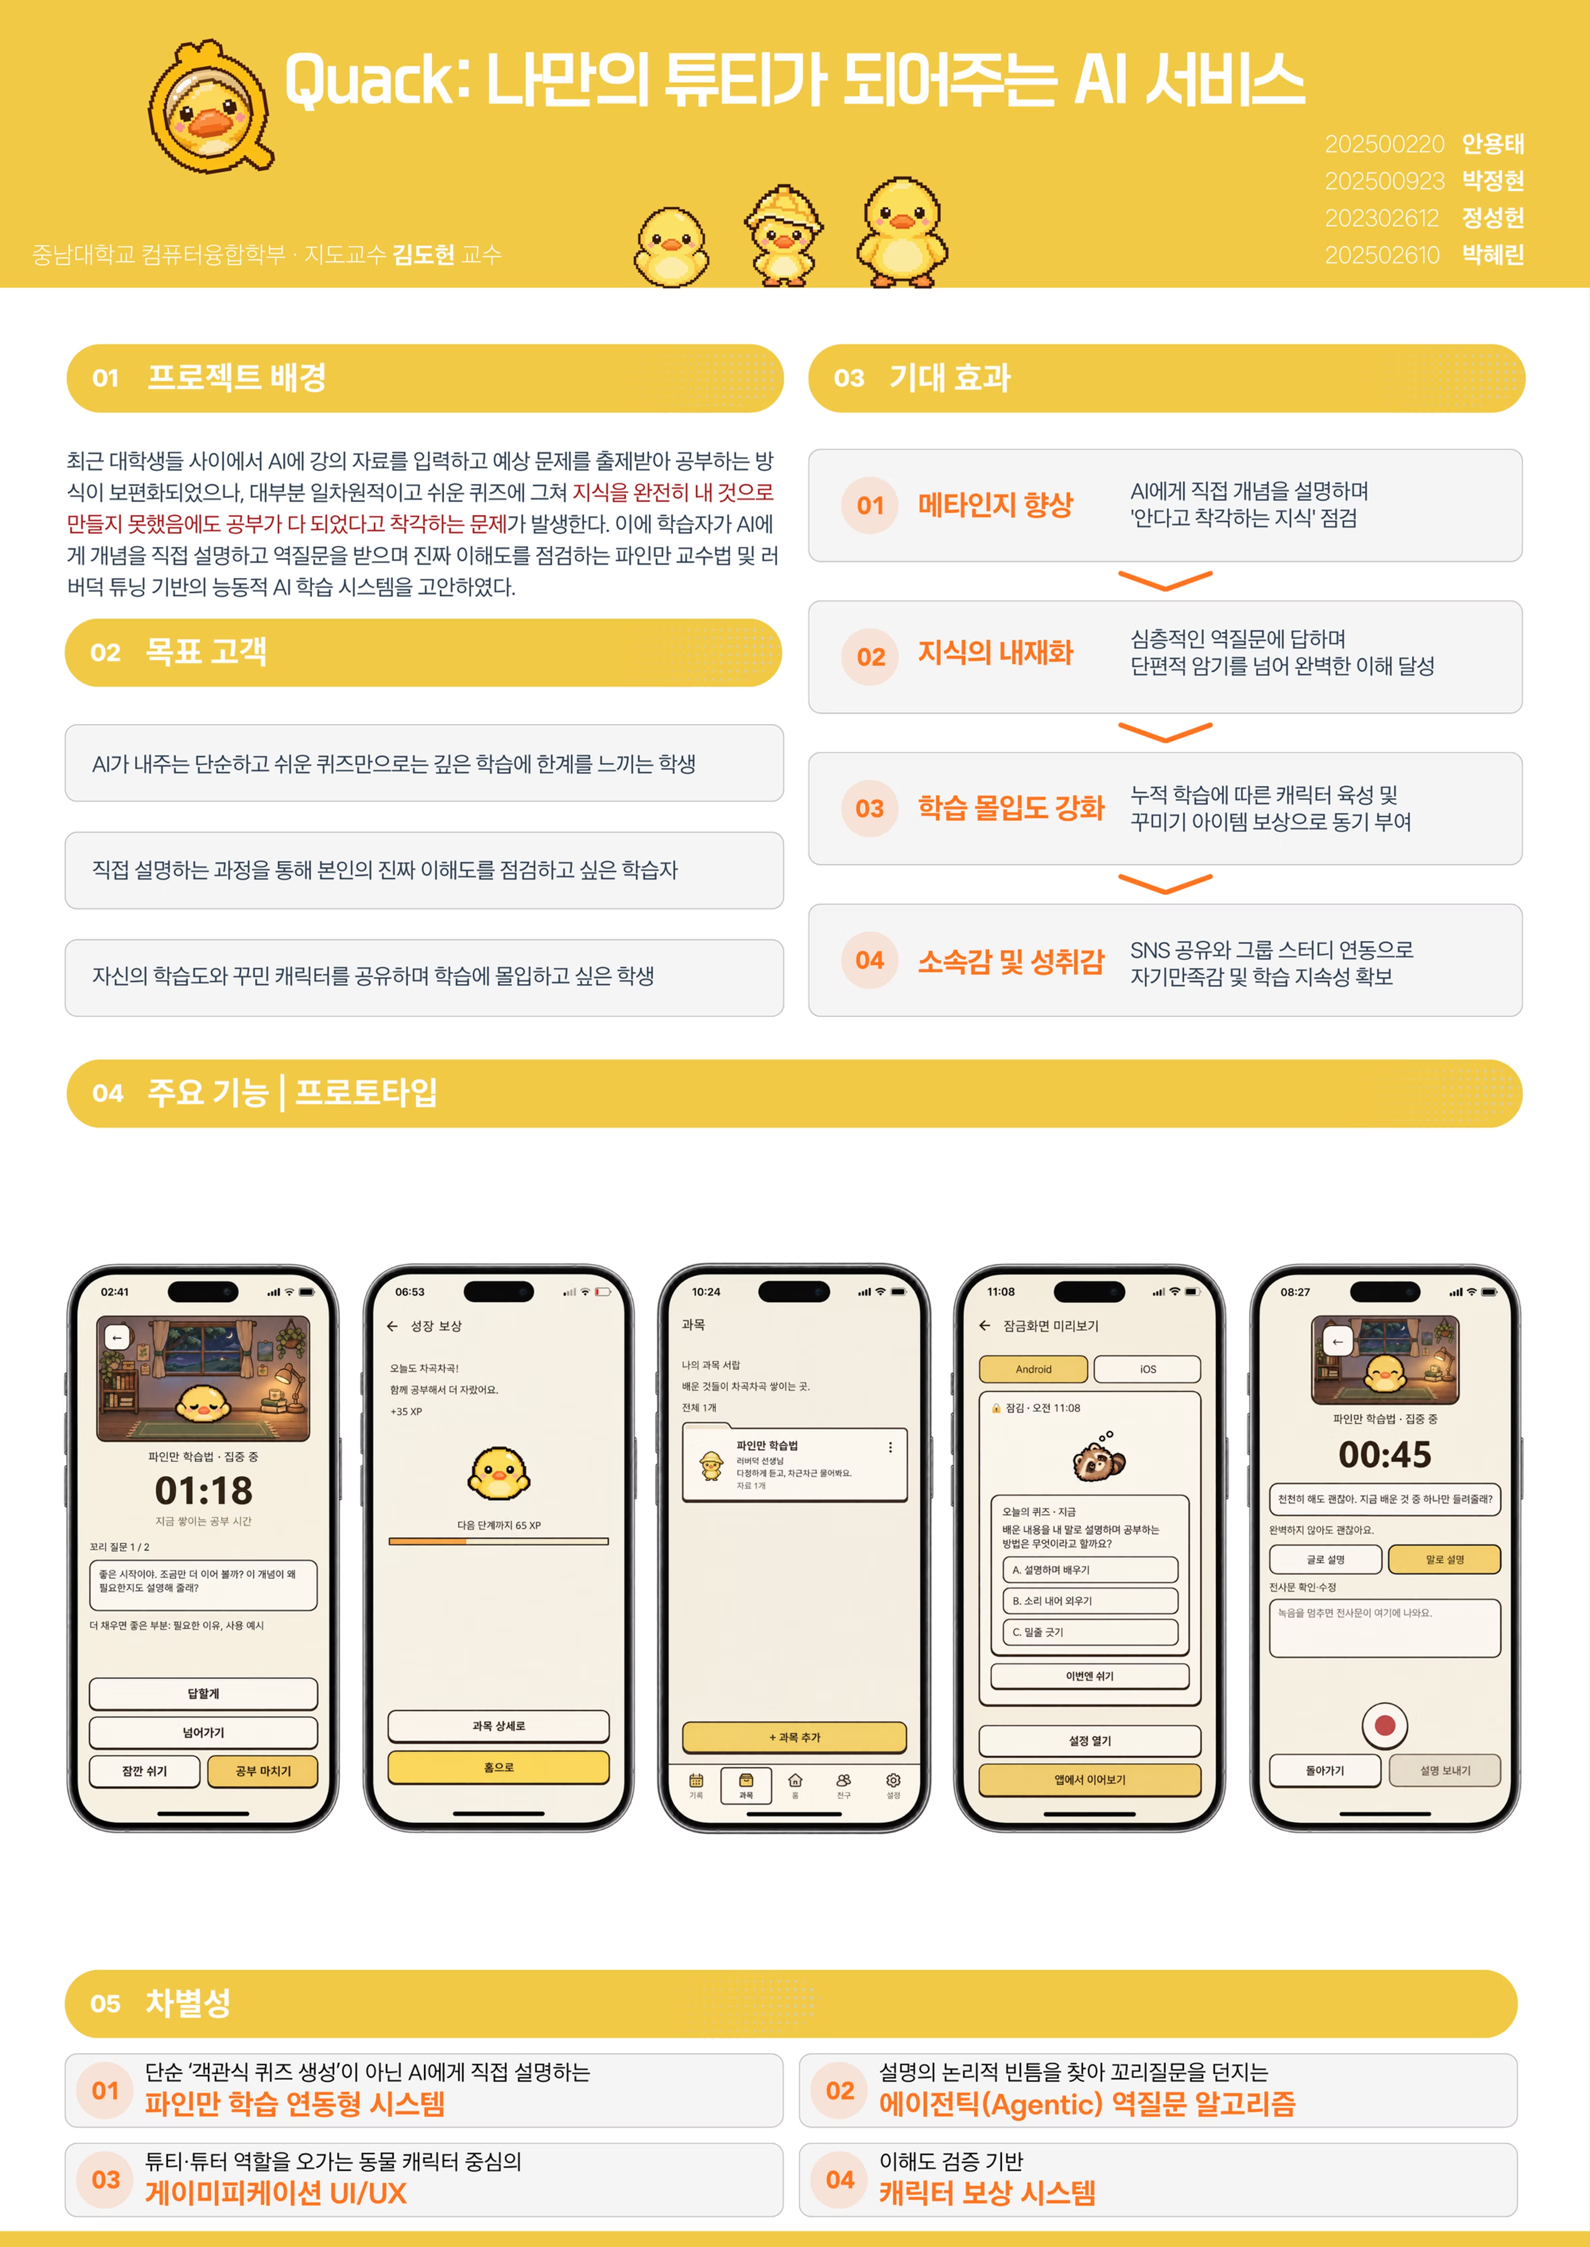 Quack: 나만의 튜티가 되어주는 AI 서비스
202500220 안용태
202500923 박정현
202302612 정성헌
202502610 박혜린
중남대학교 컴퓨터융합학부 · 지도교수 김도헌 교수
01 프로젝트 배경
최근 대학생들 사이에서 AI에 강의 자료를 입력하고 예상 문제를 출제받아 공부하는 방
식이 보편화되었으나, 대부분 일차원적이고 쉬운 퀴즈에 그쳐 지식을 완전히 내 것으로
만들지 못했음에도 공부가 다 되었다고 착각하는 문제가 발생한다. 이에 학습자가 AI에
게 개념을 직접 설명하고 역질문을 받으며 진짜 이해도를 점검하는 파인만 교수법 및 러
버덕 튜닝 기반의 능동적 AI 학습 시스템을 고안하였다.
02 목표 고객
AI가 내주는 단순하고 쉬운 퀴즈만으로는 깊은 학습에 한계를 느끼는 학생
직접 설명하는 과정을 통해 본인의 진짜 이해도를 점검하고 싶은 학습자
자신의 학습도와 꾸민 캐릭터를 공유하며 학습에 몰입하고 싶은 학생
03 기대 효과
01 메타인지 향상
AI에게 직접 개념을 설명하며
'안다고 착각하는 지식' 점검
02 지식의 내재화
심층적인 역질문에 답하며
단편적 암기를 넘어 완벽한 이해 달성
03 학습 몰입도 강화
누적 학습에 따른 캐릭터 육성 및
꾸미기 아이템 보상으로 동기 부여
04 소속감 및 성취감
SNS 공유와 그룹 스터디 연동으로
자기만족감 및 학습 지속성 확보
04 주요 기능 | 프로토타입
02:41
←
파인만 학습법 · 집중 중
01:18
지금 쌓이는 공부 시간
꼬리 질문 1 / 2
좋은 시작이야. 조금만 더 이어 볼까? 이 개념이 왜
필요한지도 설명해 줄래?
더 채우면 좋은 부분: 필요한 이유, 사용 예시
답할게
넘어가기
잠깐 쉬기 공부 마치기
06:53
← 성장 보상
오늘도 차곡차곡!
함께 공부해서 더 자랐어요.
+35 XP
다음 단계까지 65 XP
과목 상세로
홈으로
10:24
과목
나의 과목 서랍
배운 것들이 차곡차곡 쌓이는 곳.
전체 1개
파인만 학습법
러버덕 선생님
다정하게 듣고, 차근차근 물어봐요.
자료 1개
+ 과목 추가
기록 과목 홈 친구 설정
11:08
← 잠금화면 미리보기
Android iOS
잠김 · 오전 11:08
오늘의 퀴즈 · 지금
배운 내용을 내 말로 설명하며 공부하는
방법은 무엇이라고 할까요?
A. 설명하며 배우기
B. 소리 내어 외우기
C. 밑줄 긋기
이번엔 쉬기
설정 열기
앱에서 이어보기
08:27
←
파인만 학습법 · 집중 중
00:45
천천히 해도 괜찮아. 지금 배운 것 중 하나만 들려줄래?
완벽하지 않아도 괜찮아요.
글로 설명 말로 설명
전사문 확인·수정
녹음을 멈추면 전사문이 여기에 나와요.
돌아가기 설명 보내기
05 차별성
01 단순 ‘객관식 퀴즈 생성’이 아닌 AI에게 직접 설명하는
파인만 학습 연동형 시스템
02 설명의 논리적 빈틈을 찾아 꼬리질문을 던지는
에이전틱(Agentic) 역질문 알고리즘
03 튜티·튜터 역할을 오가는 동물 캐릭터 중심의
게이미피케이션 UI/UX
04 이해도 검증 기반
캐릭터 보상 시스템